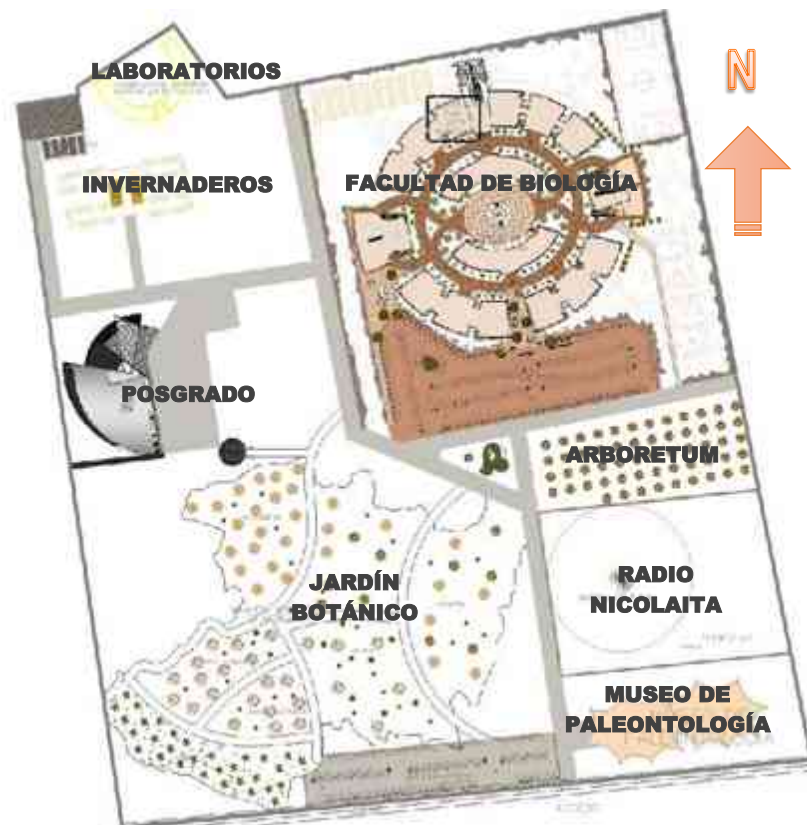 LABORATORIOS
N
INVERNADEROS
FACULTAD DE BIOLOGÍA
POSGRADO
ARBORETUM
JARDÍN
BOTÁNICO
RADIO
NICOLAITA
MUSEO DE
PALEONTOLOGÍA